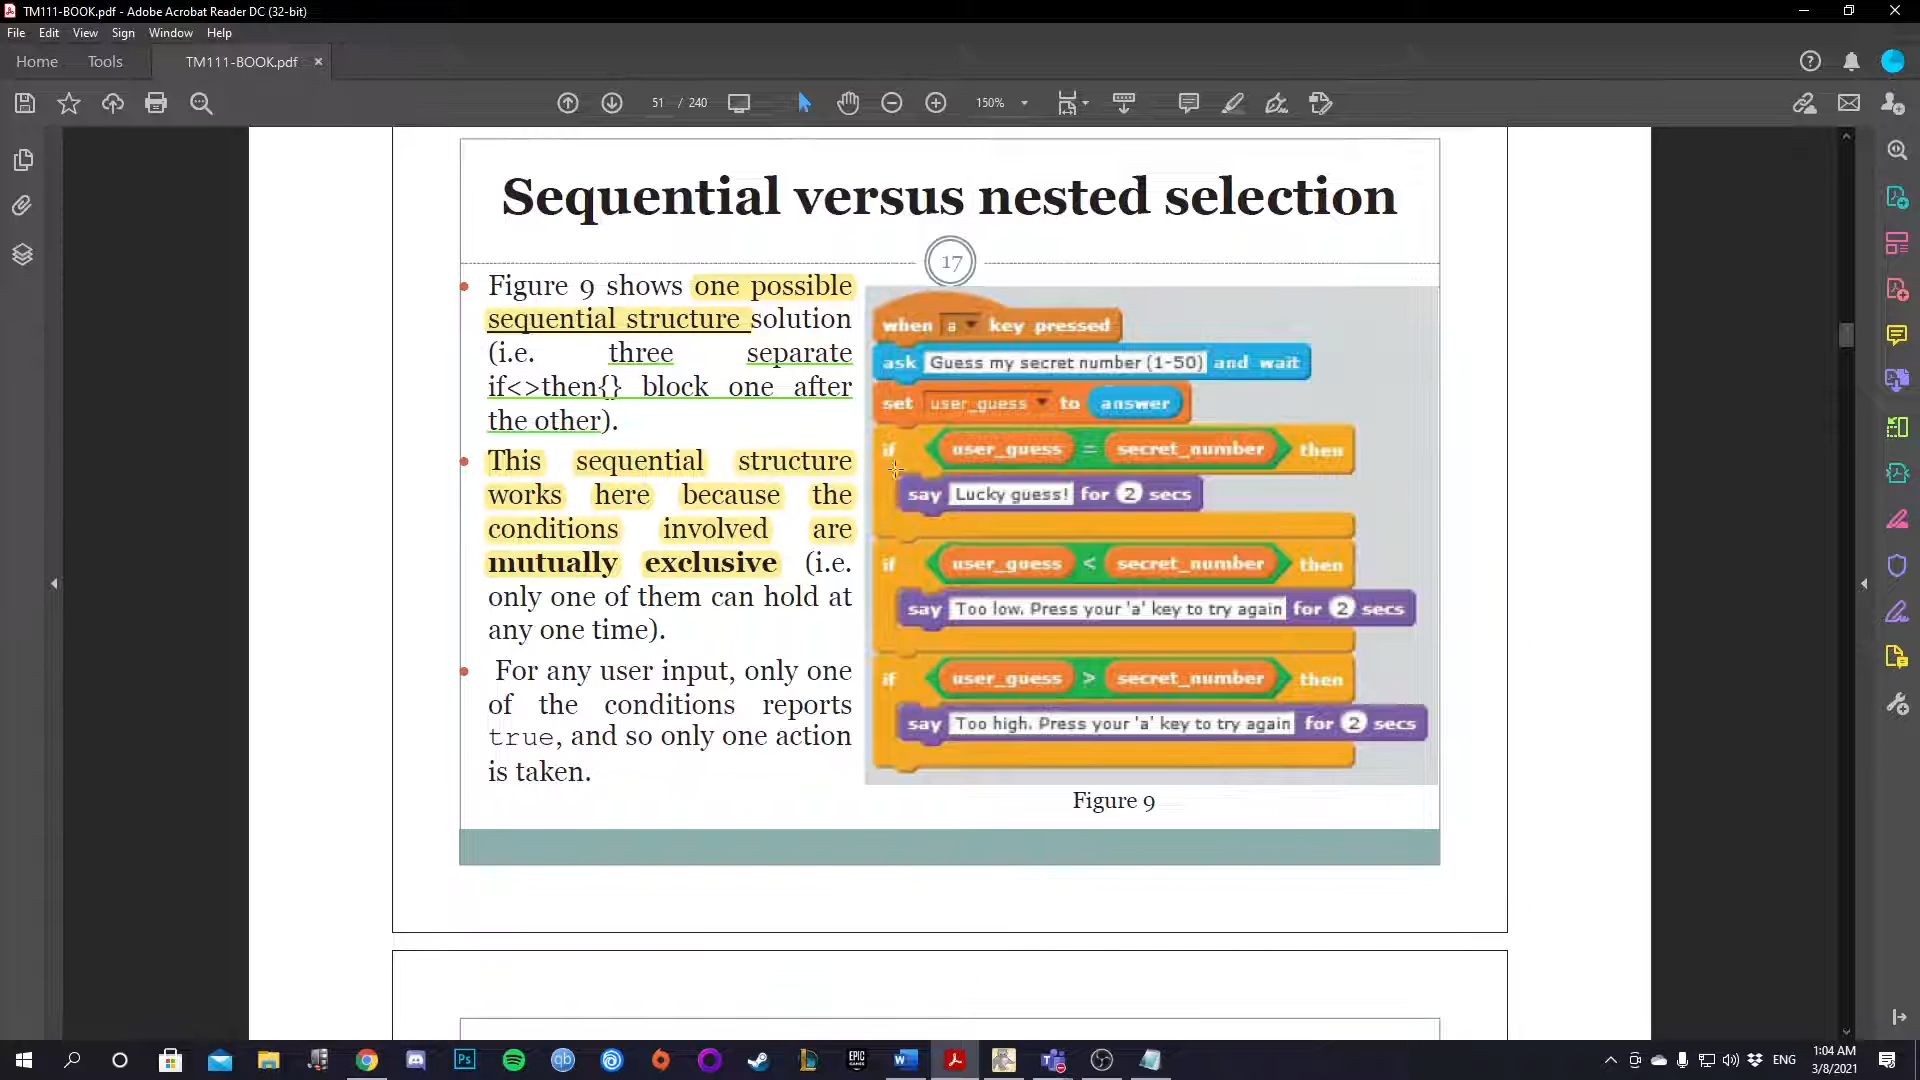 TM111-BOOK.pdf - Adobe Acrobat Reader DC (32-bit)
File Edit View Sign Window Help
Home Tools TM111-BOOK.pdf ×
51 / 240 150%
Sequential versus nested selection
17
• Figure 9 shows one possible
sequential structure solution
(i.e. three separate
if<>then{} block one after
the other).
• This sequential structure
works here because the
conditions involved are
mutually exclusive (i.e.
only one of them can hold at
any one time).
• For any user input, only one
of the conditions reports
true, and so only one action
is taken.
when a key pressed
ask Guess my secret number (1-50) and wait
set user_guess to answer
if user_guess = secret_number then
say Lucky guess! for 2 secs
if user_guess < secret_number then
say Too low. Press your 'a' key to try again for 2 secs
if user_guess > secret_number then
say Too high. Press your 'a' key to try again for 2 secs
Figure 9
Ps
qb
EPIC GAMES
ENG
1:04 AM
3/8/2021